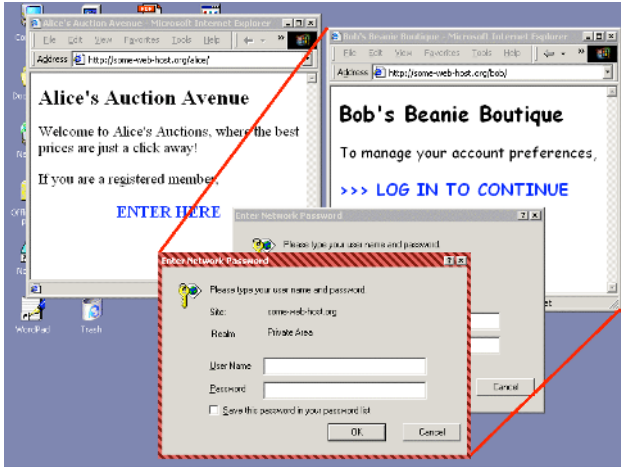 Alice's Auction Avenue - Microsoft Internet Explorer
File Edit View Favorites Tools Help
Address http://some-web-host.org/alice/
Alice's Auction Avenue
Welcome to Alice's Auctions, where the best
prices are just a click away!
If you are a registered member,
ENTER HERE
Bob's Beanie Boutique - Microsoft Internet Explorer
File Edit View Favorites Tools Help
Address http://some-web-host.org/bob/
Bob's Beanie Boutique
To manage your account preferences,
>>> LOG IN TO CONTINUE
Enter Network Password
Please type your user name and password.
Cancel
Enter Network Password
Please type your user name and password.
Site: some-web-host.org
Realm Private Area
User Name
Password
Save this password in your password list
OK Cancel
WordPad Trash